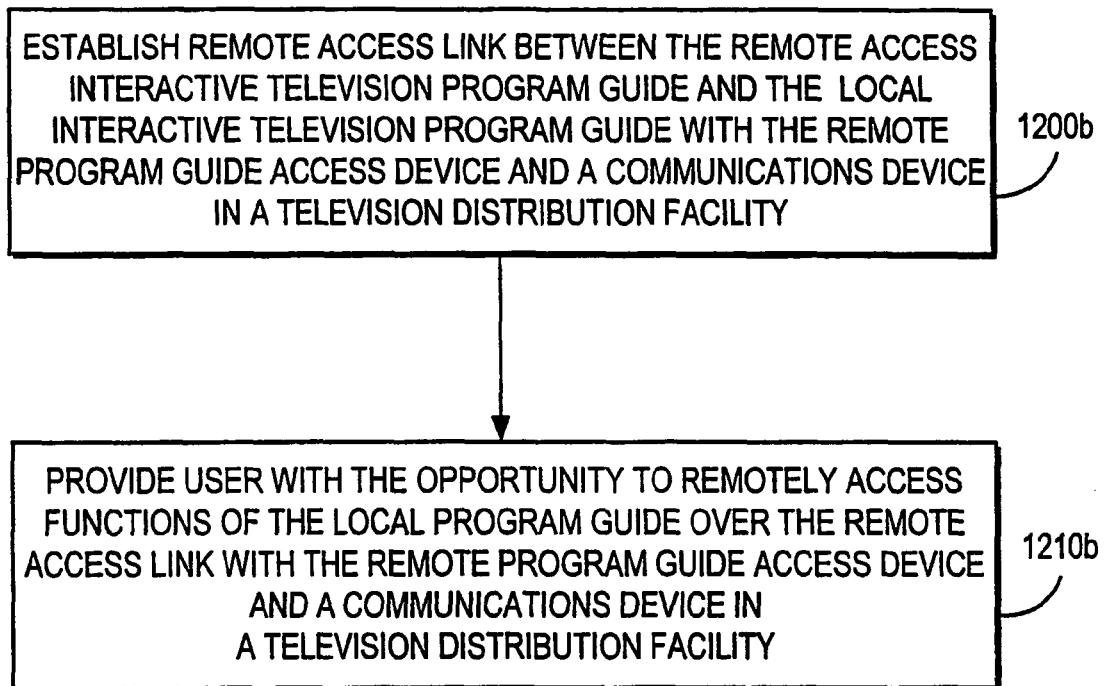 ESTABLISH REMOTE ACCESS LINK BETWEEN THE REMOTE ACCESS
INTERACTIVE TELEVISION PROGRAM GUIDE AND THE LOCAL
INTERACTIVE TELEVISION PROGRAM GUIDE WITH THE REMOTE
PROGRAM GUIDE ACCESS DEVICE AND A COMMUNICATIONS DEVICE
IN A TELEVISION DISTRIBUTION FACILITY
1200b
PROVIDE USER WITH THE OPPORTUNITY TO REMOTELY ACCESS
FUNCTIONS OF THE LOCAL PROGRAM GUIDE OVER THE REMOTE
ACCESS LINK WITH THE REMOTE PROGRAM GUIDE ACCESS DEVICE
AND A COMMUNICATIONS DEVICE IN
A TELEVISION DISTRIBUTION FACILITY
1210b